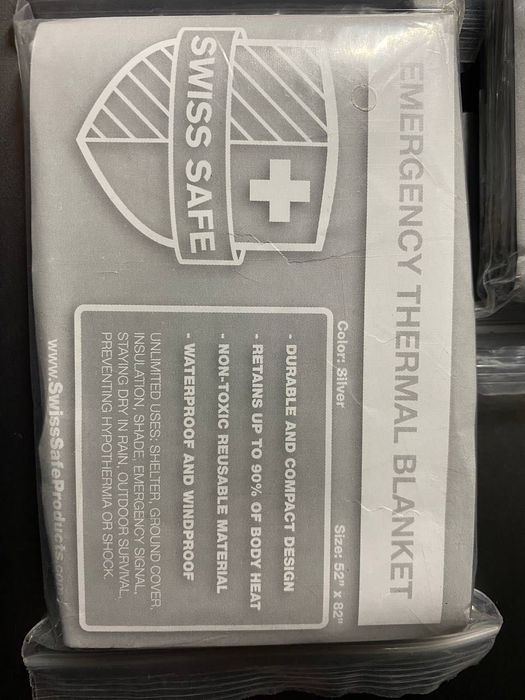 EMERGENCY THERMAL BLANKET
SWISS SAFE
Color: Silver
Size: 52" x 82"
- DURABLE AND COMPACT DESIGN
- RETAINS UP TO 90% OF BODY HEAT
- NON-TOXIC REUSABLE MATERIAL
- WATERPROOF AND WINDPROOF
UNLIMITED USES: SHELTER, GROUND COVER,
INSULATION, SHADE, EMERGENCY SIGNAL,
STAYING DRY IN RAIN, OUTDOOR SURVIVAL,
PREVENTING HYPOTHERMIA OR SHOCK.
www.SwissSafeProducts.com